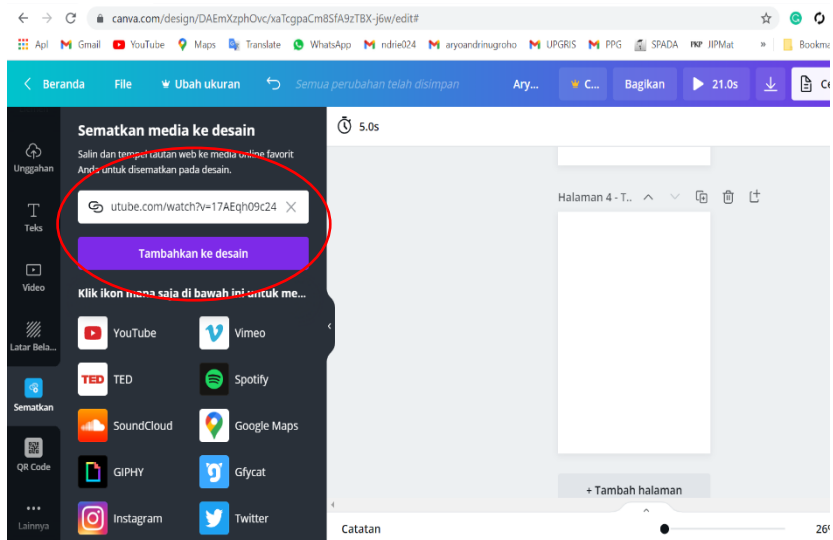 canva.com/design/DAEmXzphOvc/xaTcgpaCm8SfA9zTBX-j6w/edit#
Apl Gmail YouTube Maps Translate WhatsApp ndrie024 aryoandrinugroho UPGRIS PPG SPADA PKP JIPMat » Bookma
Beranda File Ubah ukuran Semua perubahan telah disimpan Ary... C... Bagikan 21.0s Ce
Sematkan media ke desain
Salin dan tempel tautan web ke media online favorit
Anda untuk disematkan pada desain.
utube.com/watch?v=17AEqh09c24
Tambahkan ke desain
Klik ikon mana saja di bawah ini untuk me...
YouTube Vimeo
TED TED Spotify
SoundCloud Google Maps
GIPHY Gfycat
Instagram Twitter
Unggahan
Teks
Video
Latar Bela...
Sematkan
QR Code
Lainnya
5.0s
Halaman 4 - T..
+ Tambah halaman
Catatan